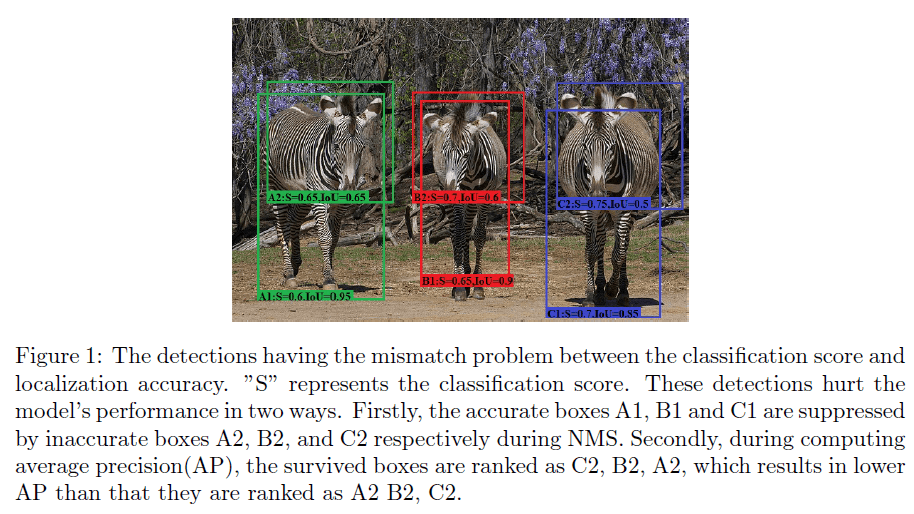 A2:S=0.65,IoU=0.65
B2:S=0.7,IoU=0.6
C2:S=0.75,IoU=0.5
B1:S=0.65,IoU=0.9
A1:S=0.6,IoU=0.95
C1:S=0.7,IoU=0.85
Figure 1: The detections having the mismatch problem between the classification score and
localization accuracy. "S" represents the classification score. These detections hurt the
model's performance in two ways. Firstly, the accurate boxes A1, B1 and C1 are suppressed
by inaccurate boxes A2, B2, and C2 respectively during NMS. Secondly, during computing
average precision(AP), the survived boxes are ranked as C2, B2, A2, which results in lower
AP than that they are ranked as A2 B2, C2.